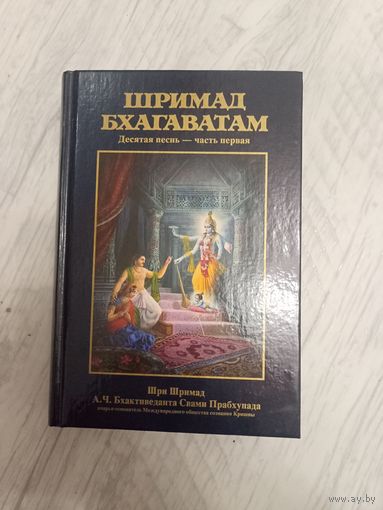 ШРИМАД
БХАГАВАТАМ
Десятая песнь — часть первая
Шри Шримад
А.Ч. Бхактиведанта Свами Прабхупада
ачарья-основатель Международного общества сознания Кришны
ay.by